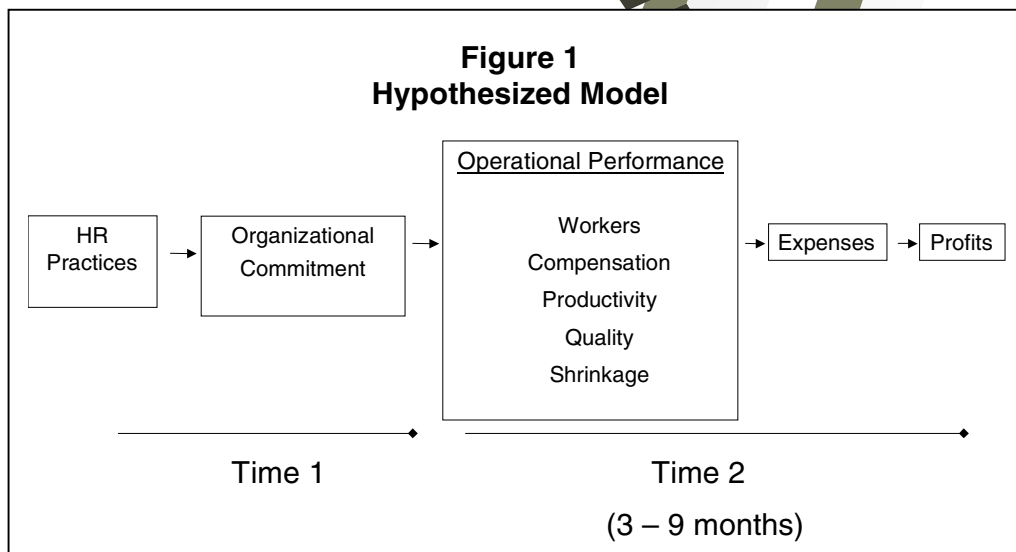 Figure 1
Hypothesized Model
HR
Practices
Organizational
Commitment
Operational Performance
Workers
Compensation
Productivity
Quality
Shrinkage
Expenses
Profits
Time 1
Time 2
(3 – 9 months)